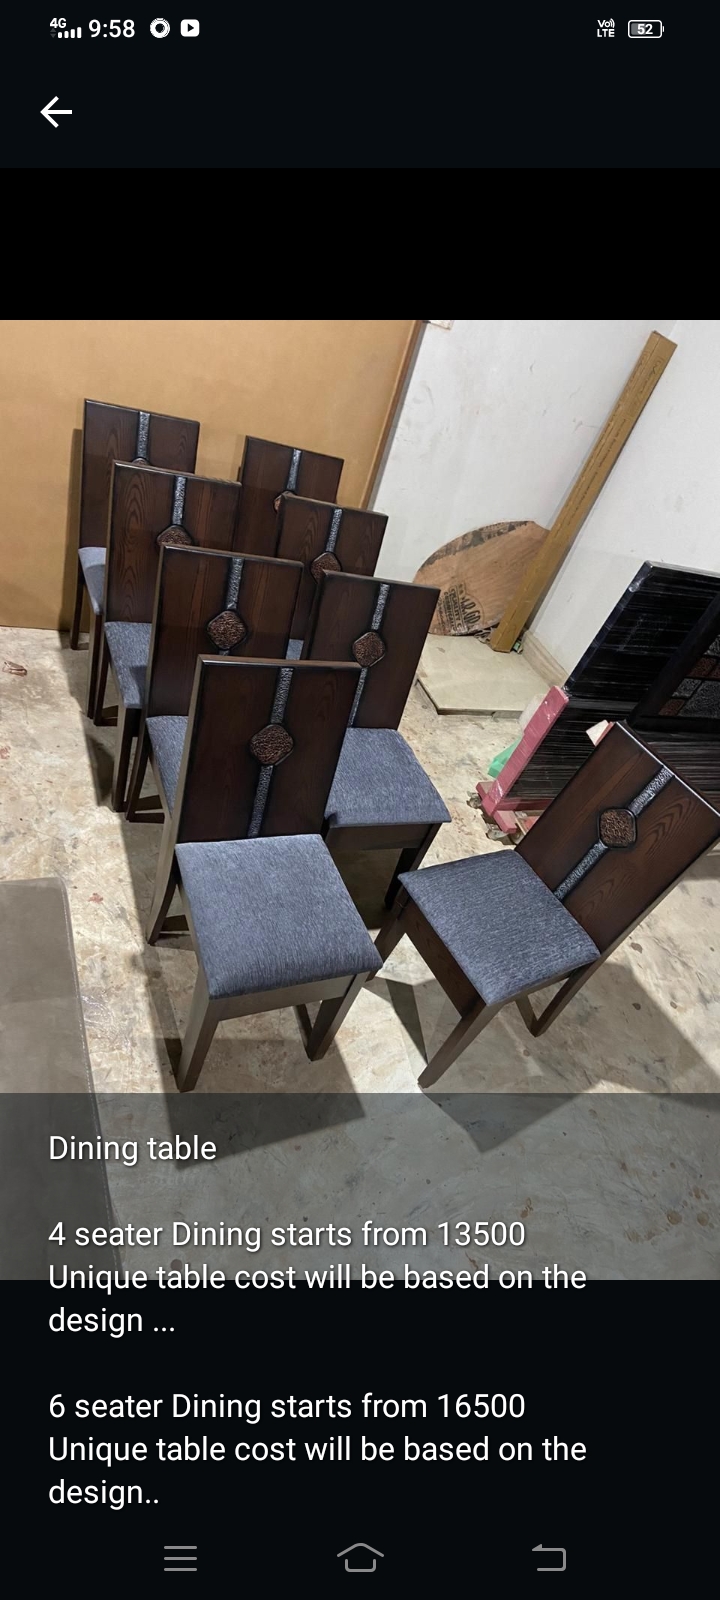 4G 9:58 Vo) LTE 52
Dining table
4 seater Dining starts from 13500
Unique table cost will be based on the
design ...
6 seater Dining starts from 16500
Unique table cost will be based on the
design..